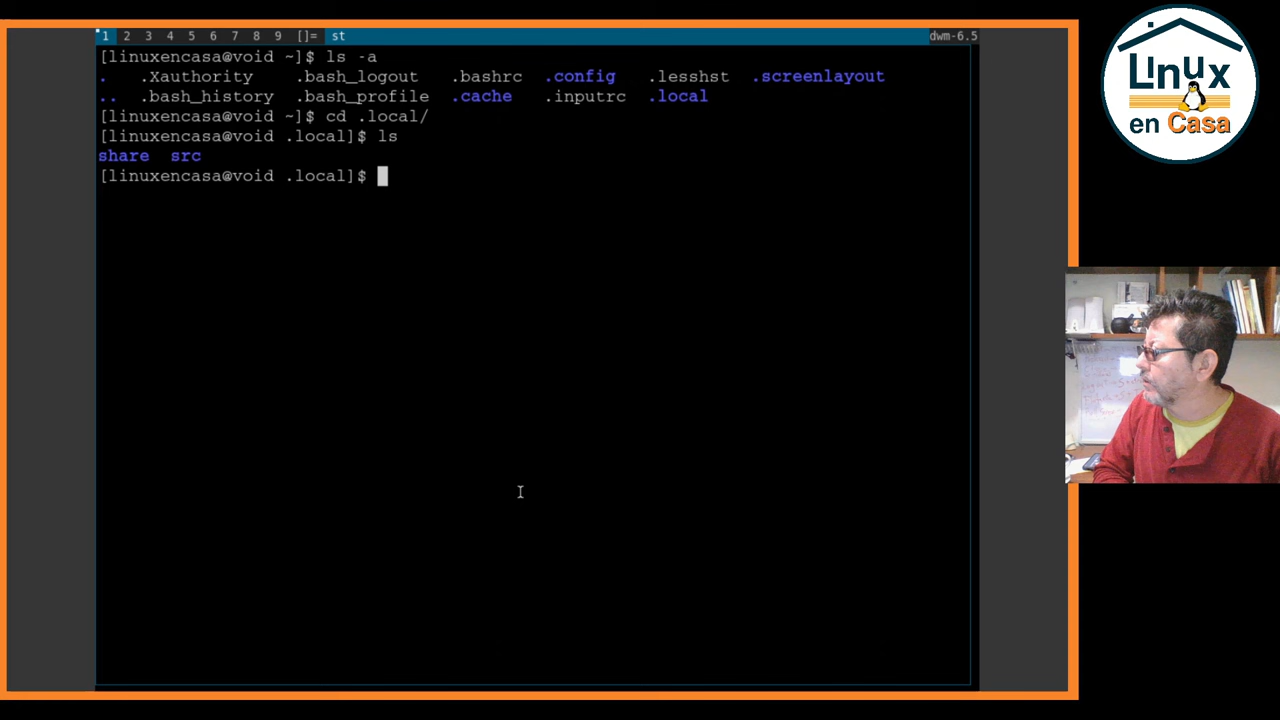 1 2 3 4 5 6 7 8 9 []= st dwm-6.5
[linuxencasa@void ~]$ ls -a
. .Xauthority .bash_logout .bashrc .config .lesshst .screenlayout
.. .bash_history .bash_profile .cache .inputrc .local
[linuxencasa@void ~]$ cd .local/
[linuxencasa@void .local]$ ls
share src
[linuxencasa@void .local]$
Linux
en Casa